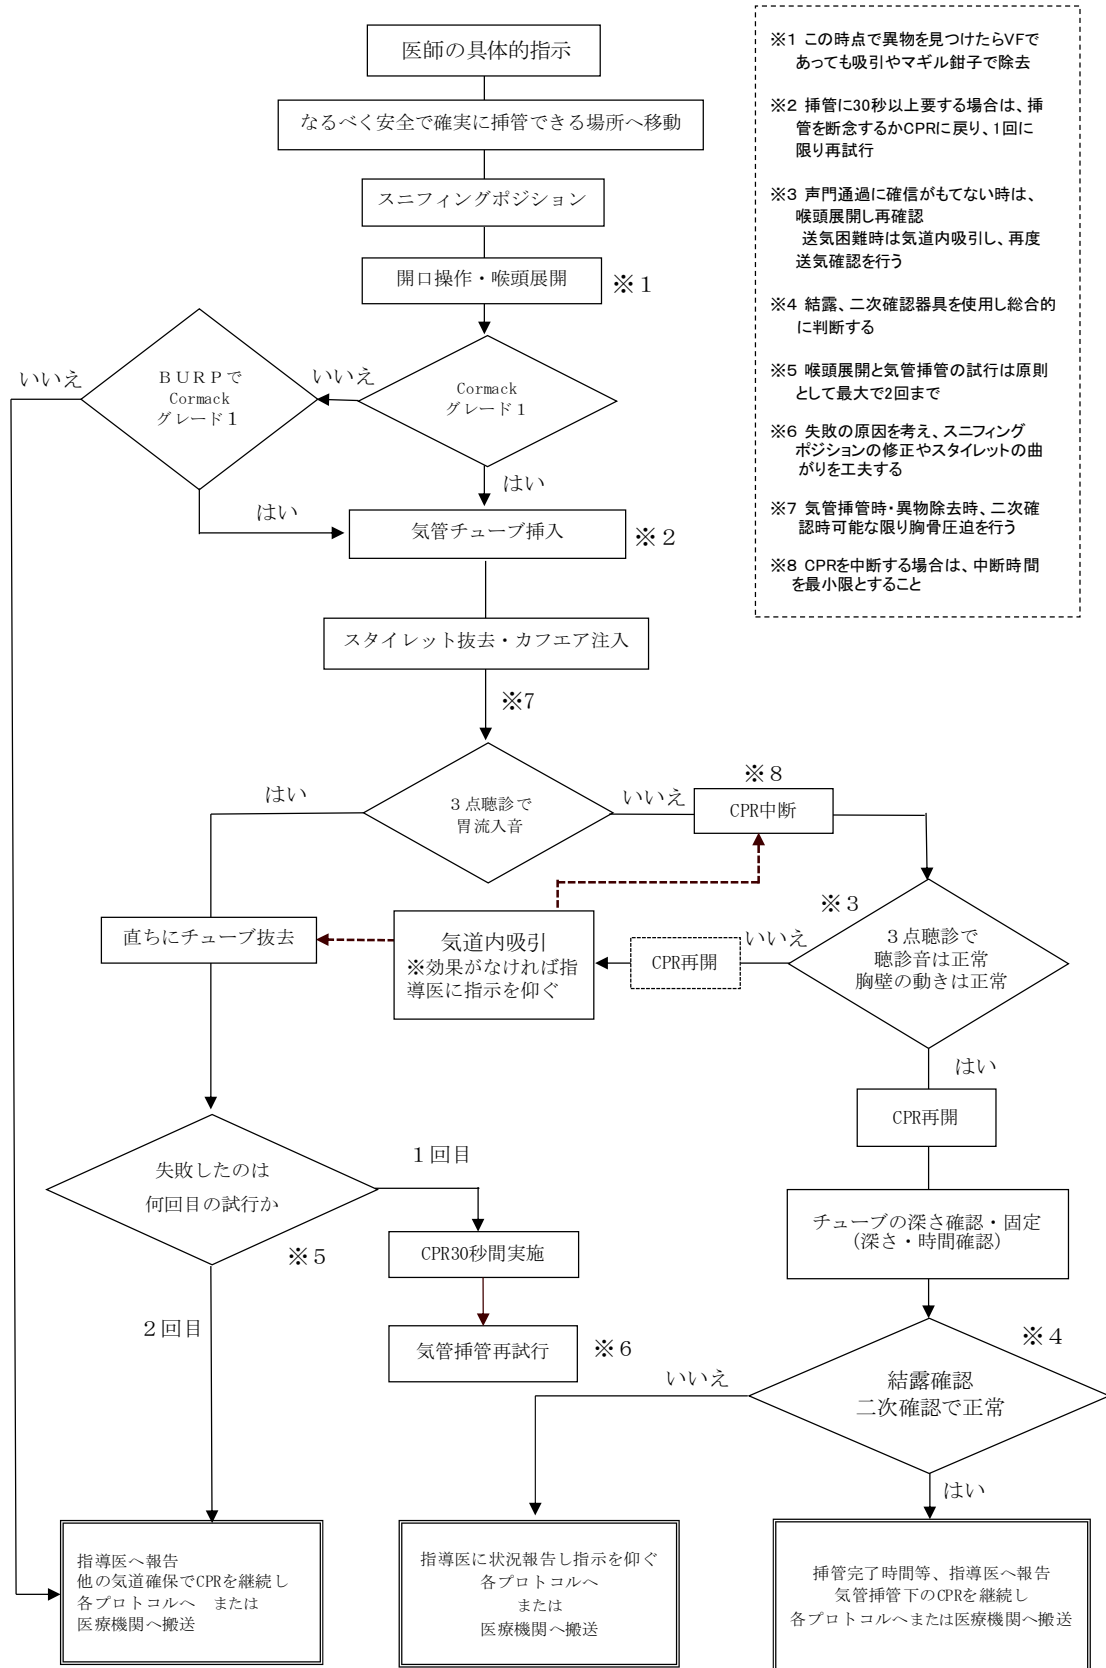 医師の具体的指示
なるべく安全で確実に挿管できる場所へ移動
スニフィングポジション
開口操作・喉頭展開
※1
Cormack
グレード1
いいえ
はい
BURPで
Cormack
グレード1
いいえ
はい
気管チューブ挿入
※2
スタイレット抜去・カフエア注入
※7
3点聴診で
胃流入音
はい
いいえ
※8
CPR中断
※3
3点聴診で
聴診音は正常
胸壁の動きは正常
いいえ
CPR再開
気道内吸引
※効果がなければ指
導医に指示を仰ぐ
直ちにチューブ抜去
はい
CPR再開
失敗したのは
何回目の試行か
※5
1回目
CPR30秒間実施
気管挿管再試行
※6
2回目
チューブの深さ確認・固定
(深さ・時間確認)
※4
結露確認
二次確認で正常
いいえ
はい
指導医へ報告
他の気道確保でCPRを継続し
各プロトコルへ または
医療機関へ搬送
指導医に状況報告し指示を仰ぐ
各プロトコルへ
または
医療機関へ搬送
挿管完了時間等、指導医へ報告
気管挿管下のCPRを継続し
各プロトコルへまたは医療機関へ搬送
※1 この時点で異物を見つけたらVFで
あっても吸引やマギル鉗子で除去
※2 挿管に30秒以上要する場合は、挿
管を断念するかCPRに戻り、1回に
限り再試行
※3 声門通過に確信がもてない時は、
喉頭展開し再確認
送気困難時は気道内吸引し、再度
送気確認を行う
※4 結露、二次確認器具を使用し総合的
に判断する
※5 喉頭展開と気管挿管の試行は原則
として最大で2回まで
※6 失敗の原因を考え、スニフィング
ポジションの修正やスタイレットの曲
がりを工夫する
※7 気管挿管時・異物除去時、二次確
認時可能な限り胸骨圧迫を行う
※8 CPRを中断する場合は、中断時間
を最小限とすること